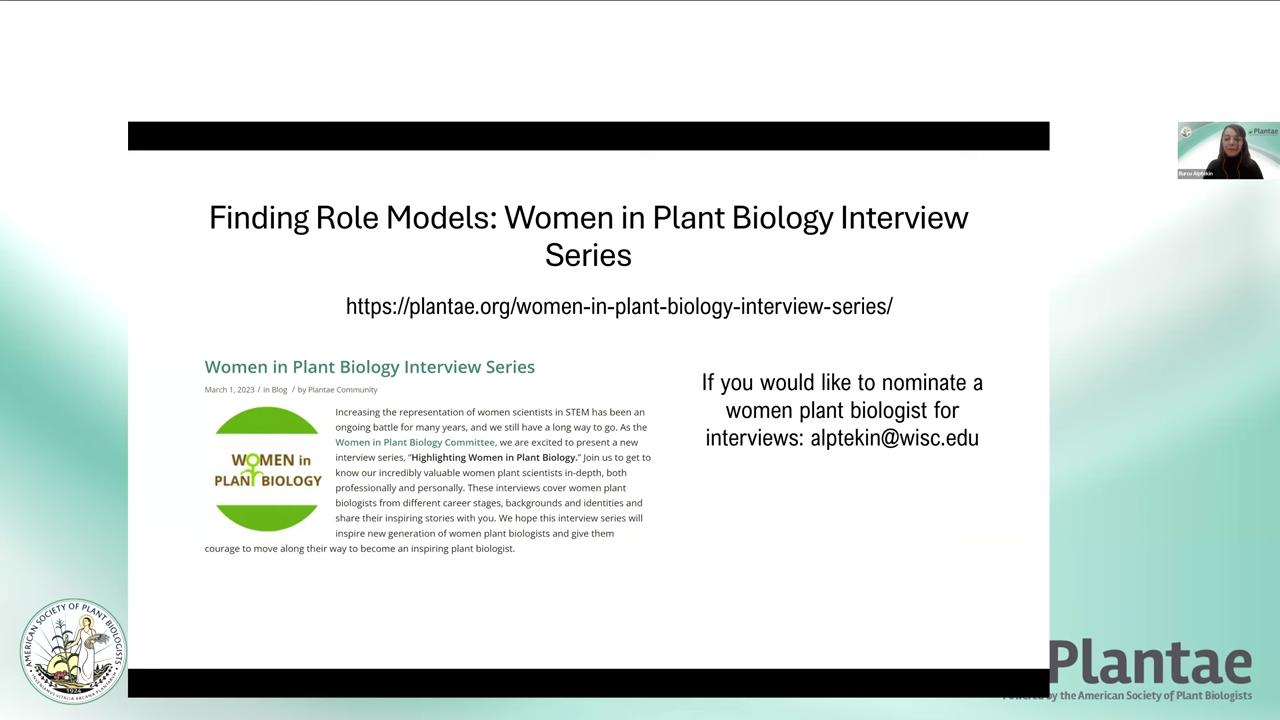 Finding Role Models: Women in Plant Biology Interview
Series
https://plantae.org/women-in-plant-biology-interview-series/
Women in Plant Biology Interview Series
March 1, 2023 / in Blog / by Plantae Community
WOMEN in
PLANT BIOLOGY
Increasing the representation of women scientists in STEM has been an
ongoing battle for many years, and we still have a long way to go. As the
Women in Plant Biology Committee, we are excited to present a new
interview series, “Highlighting Women in Plant Biology.” Join us to get to
know our incredibly valuable women plant scientists in-depth, both
professionally and personally. These interviews cover women plant
biologists from different career stages, backgrounds and identities and
share their inspiring stories with you. We hope this interview series will
inspire new generation of women plant biologists and give them
courage to move along their way to become an inspiring plant biologist.
If you would like to nominate a
women plant biologist for
interviews: alptekin@wisc.edu
Plantae
Burcu Alptekin
AMERICAN SOCIETY OF PLANT BIOLOGISTS
1924
Plantae
by the American Society of Plant Biologists